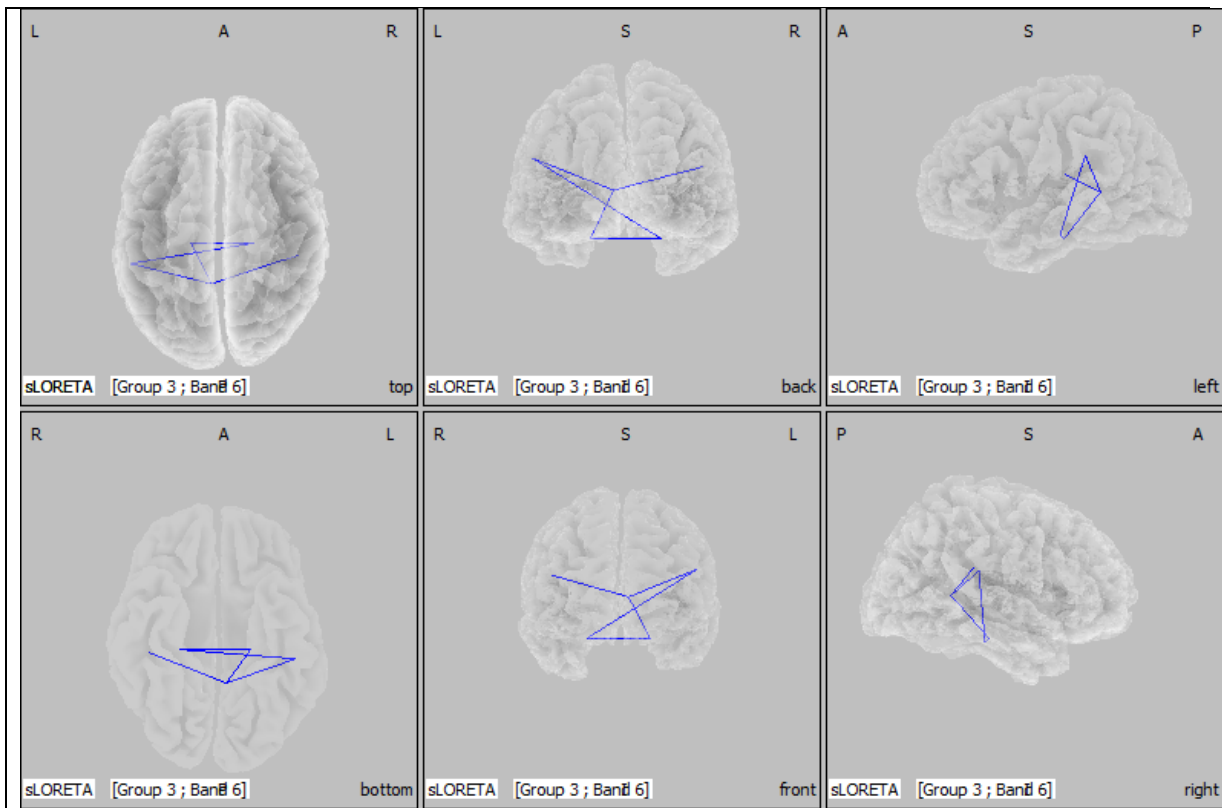 L A R
sLORETA [Group 3 ; Band 6] top
L S R
sLORETA [Group 3 ; Band 6] back
A S P
sLORETA [Group 3 ; Band 6] left
R A L
sLORETA [Group 3 ; Band 6] bottom
R S L
sLORETA [Group 3 ; Band 6] front
P S A
sLORETA [Group 3 ; Band 6] right